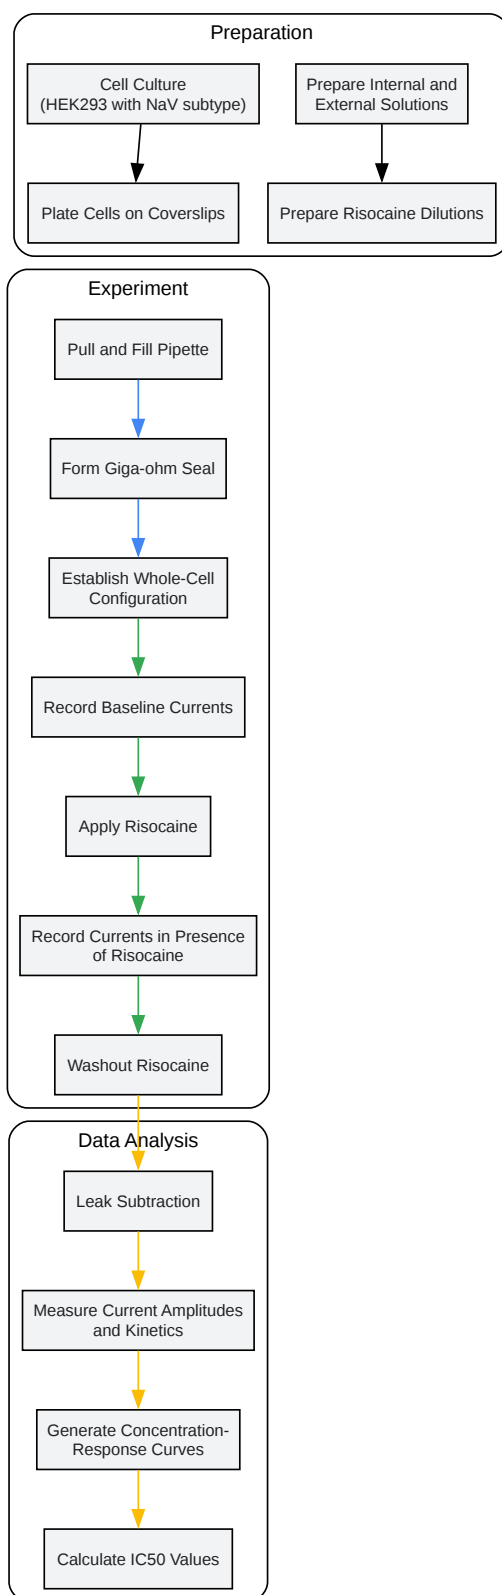 Preparation
Cell Culture
(HEK293 with NaV subtype)
Prepare Internal and
External Solutions
Plate Cells on Coverslips
Prepare Risocaine Dilutions
Experiment
Pull and Fill Pipette
Form Giga-ohm Seal
Establish Whole-Cell
Configuration
Record Baseline Currents
Apply Risocaine
Record Currents in Presence
of Risocaine
Washout Risocaine
Data Analysis
Leak Subtraction
Measure Current Amplitudes
and Kinetics
Generate Concentration-
Response Curves
Calculate IC50 Values